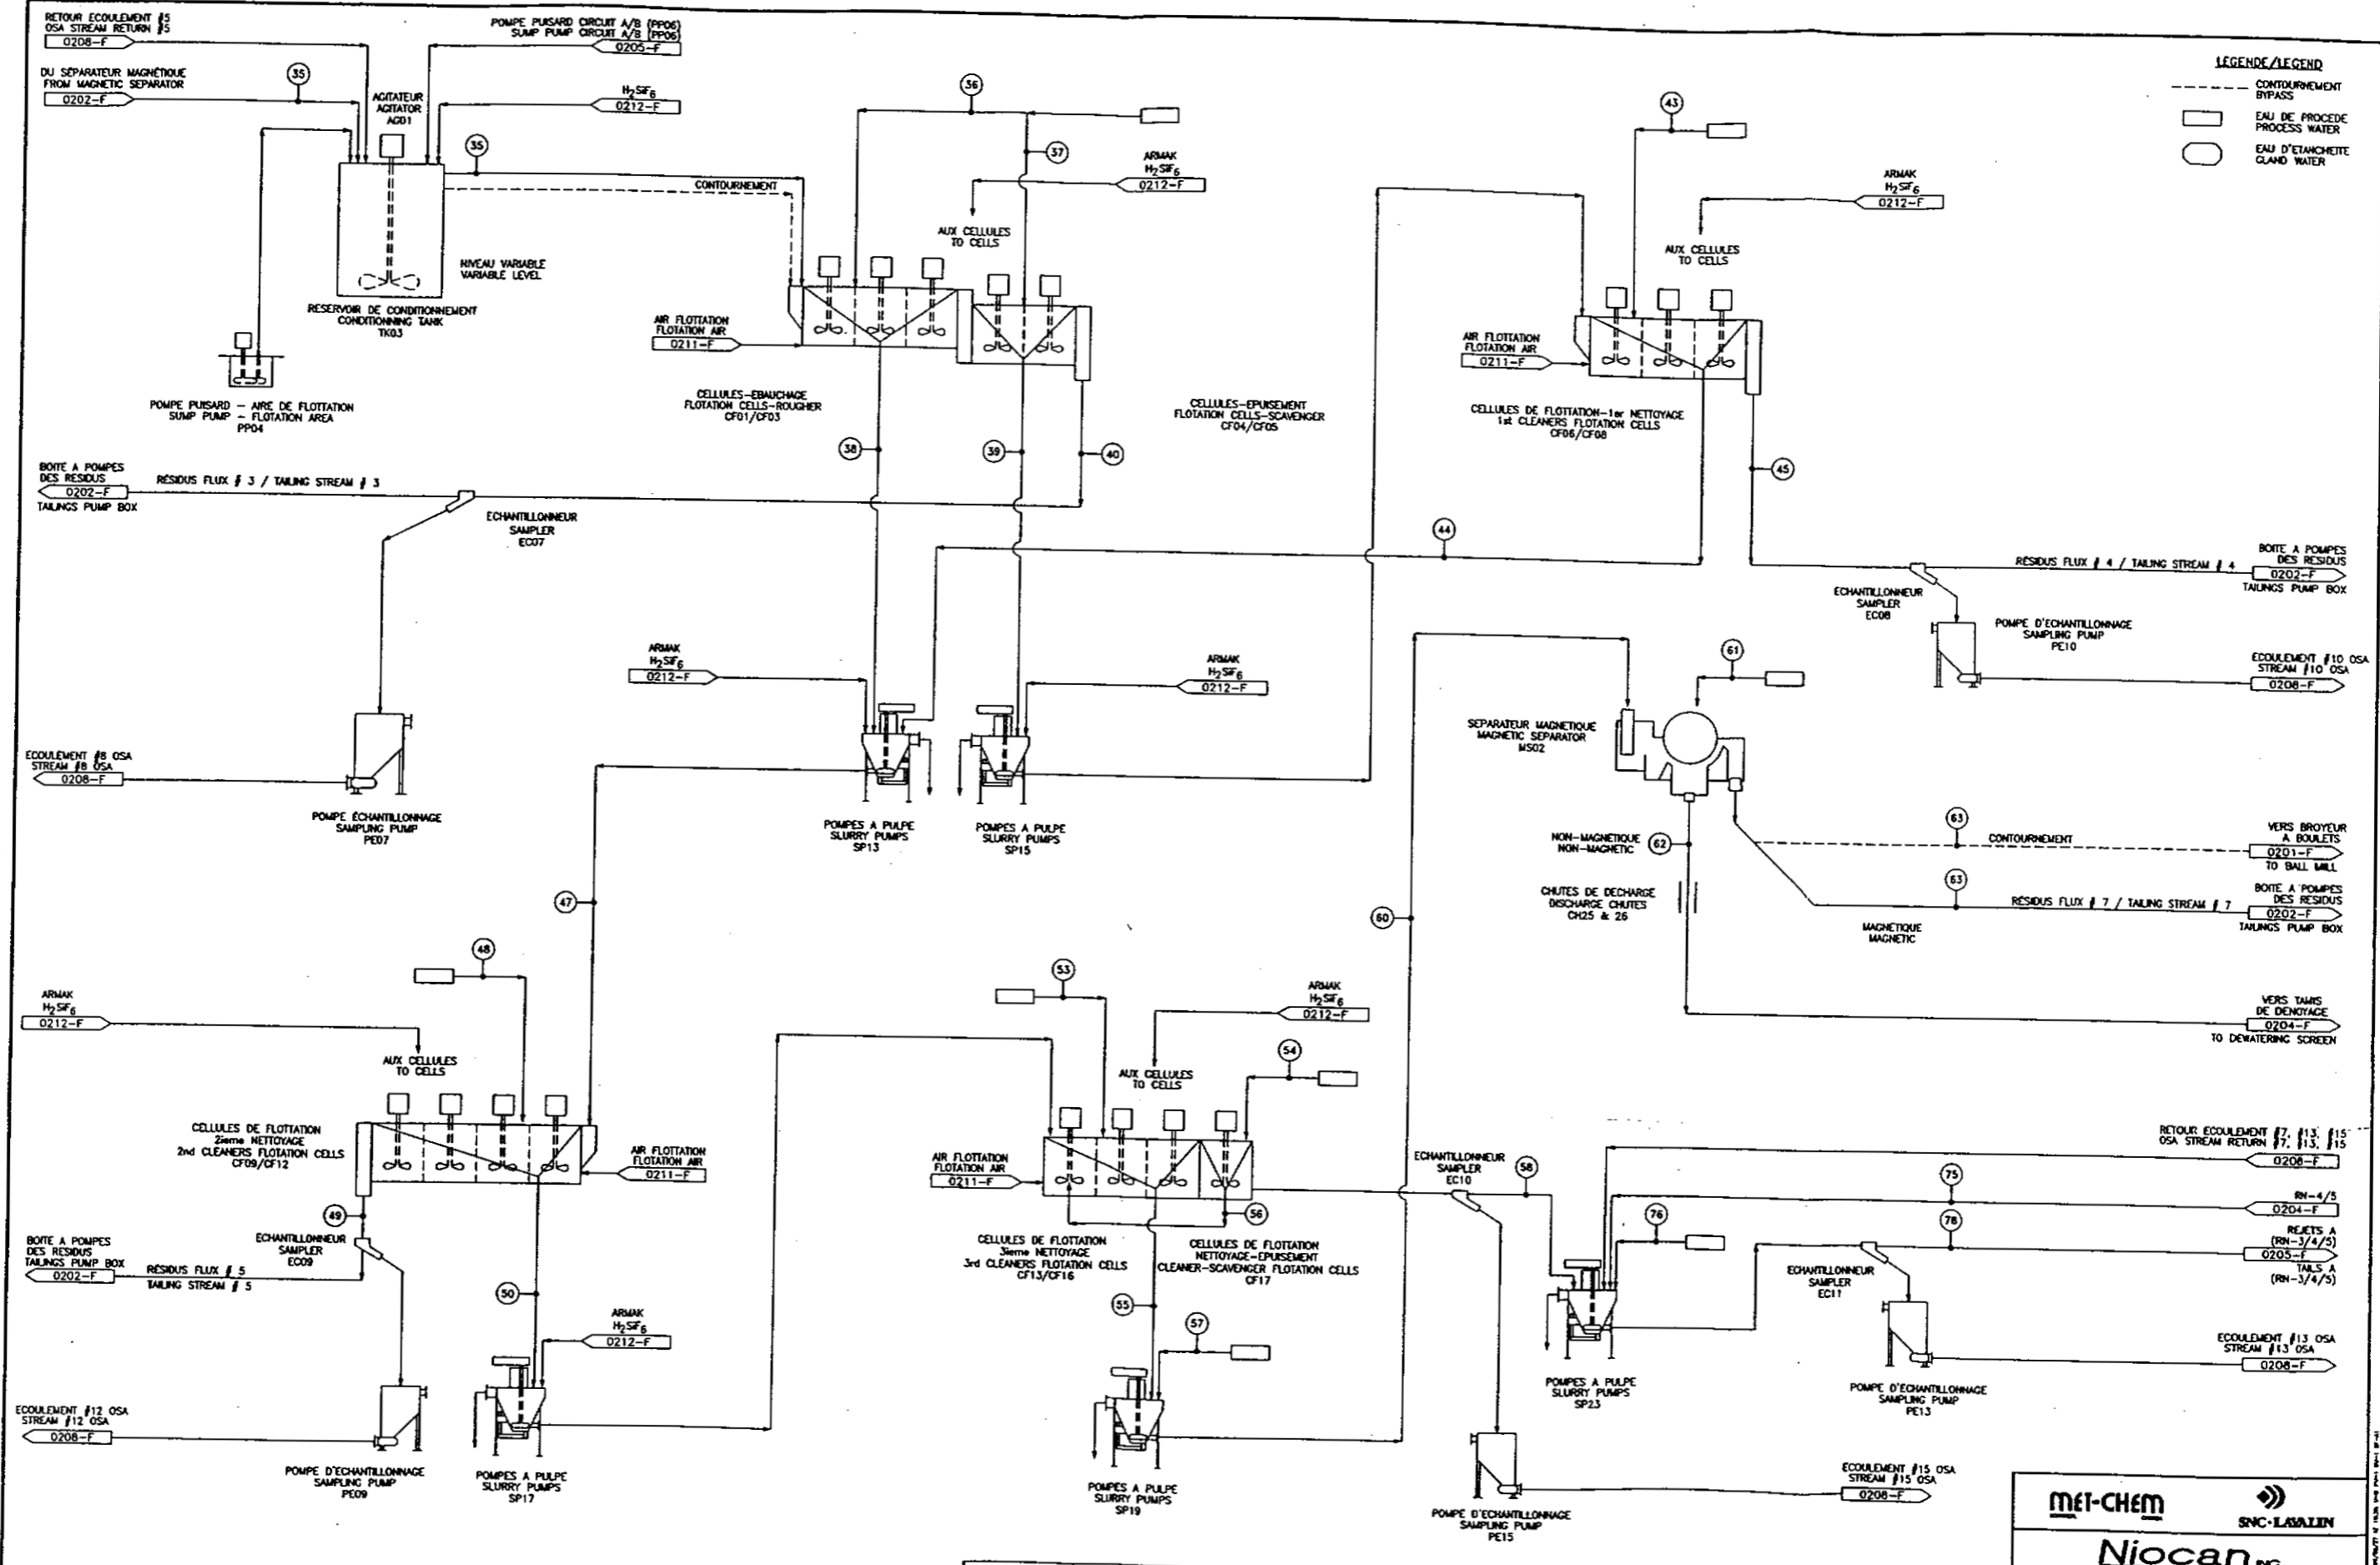 RETOUR ECOULEMENT #5
OSA STREAM RETURN #5
0208-F
DU SÉPARATEUR MAGNÉTIQUE
FROM MAGNETIC SEPARATOR
0202-F
35
POMPE PUISARD CIRCUIT A/B (PP06)
SUMP PUMP CIRCUIT A/B (PP06)
0205-F
H2SiF6
0212-F
AGITATEUR
AGITATOR
AG01
35
CONTOURNEMENT
NIVEAU VARIABLE
VARIABLE LEVEL
RESERVOIR DE CONDITIONNEMENT
CONDITIONNING TANK
TK03
POMPE PUISARD - AIRE DE FLOTTATION
SUMP PUMP - FLOTATION AREA
PP04
36
37
ARMAK
H2SiF6
0212-F
AUX CELLULES
TO CELLS
AIR FLOTTATION
FLOTATION AIR
0211-F
CELLULES-EBAUCHAGE
FLOTATION CELLS-ROUGHER
CF01/CF03
CELLULES-EPUISEMENT
FLOTATION CELLS-SCAVENGER
CF04/CF05
38
39
40
43
ARMAK
H2SiF6
0212-F
AUX CELLULES
TO CELLS
AIR FLOTTATION
FLOTATION AIR
0211-F
CELLULES DE FLOTTATION-1er NETTOYAGE
1st CLEANERS FLOTATION CELLS
CF06/CF08
45
44
LÉGENDE/LEGEND
CONTOURNEMENT
BYPASS
EAU DE PROCEDE
PROCESS WATER
EAU D'ETANCHEITE
GLAND WATER
BOITE A POMPES
DES RESIDUS
0202-F
TAILINGS PUMP BOX
RÉSIDUS FLUX # 3 / TAILING STREAM # 3
ECHANTILLONNEUR
SAMPLER
EC07
ECOULEMENT #8 OSA
STREAM #8 OSA
0208-F
POMPE ÉCHANTILLONNAGE
SAMPLING PUMP
PE07
ARMAK
H2SiF6
0212-F
ARMAK
H2SiF6
0212-F
POMPES A PULPE
SLURRY PUMPS
SP13
POMPES A PULPE
SLURRY PUMPS
SP15
RESIDUS FLUX # 4 / TAILING STREAM # 4
BOITE A POMPES
DES RESIDUS
0202-F
TAILINGS PUMP BOX
ECHANTILLONNEUR
SAMPLER
EC08
POMPE D'ECHANTILLONNAGE
SAMPLING PUMP
PE10
ECOULEMENT #10 OSA
STREAM #10 OSA
0208-F
61
SEPARATEUR MAGNETIQUE
MAGNETIC SEPARATOR
MS02
NON-MAGNETIQUE
NON-MAGNETIC
62
CHUTES DE DECHARGE
DISCHARGE CHUTES
CH25 & 26
63
CONTOURNEMENT
VERS BROYEUR
A BOULETS
0201-F
TO BALL MILL
63
RÉSIDUS FLUX # 7 / TAILING STREAM # 7
BOITE A POMPES
DES RESIDUS
0202-F
TAILINGS PUMP BOX
MAGNETIQUE
MAGNETIC
VERS TAMIS
DE DENOYAGE
0204-F
TO DEWATERING SCREEN
60
47
48
ARMAK
H2SiF6
0212-F
AUX CELLULES
TO CELLS
CELLULES DE FLOTTATION
2ieme NETTOYAGE
2nd CLEANERS FLOTATION CELLS
CF09/CF12
AIR FLOTTATION
FLOTATION AIR
0211-F
49
ECHANTILLONNEUR
SAMPLER
EC09
BOITE A POMPES
DES RESIDUS
TAILINGS PUMP BOX
0202-F
RÉSIDUS FLUX # 5
TAILING STREAM # 5
50
ARMAK
H2SiF6
0212-F
ECOULEMENT #12 OSA
STREAM #12 OSA
0208-F
POMPE D'ECHANTILLONNAGE
SAMPLING PUMP
PE09
POMPES A PULPE
SLURRY PUMPS
SP17
53
ARMAK
H2SiF6
0212-F
54
AUX CELLULES
TO CELLS
AIR FLOTTATION
FLOTATION AIR
0211-F
CELLULES DE FLOTTATION
3ieme NETTOYAGE
3rd CLEANERS FLOTATION CELLS
CF13/CF16
56
CELLULES DE FLOTTATION
NETTOYAGE-EPUISEMENT
CLEANER-SCAVENGER FLOTATION CELLS
CF17
55
57
POMPES A PULPE
SLURRY PUMPS
SP19
ECHANTILLONNEUR
SAMPLER
EC10
58
RETOUR ECOULEMENT #7, #13, #15
OSA STREAM RETURN #7, #13, #15
0208-F
75
RN-4/5
0204-F
76
78
REJETS A
(RN-3/4/5)
0205-F
TAILS A
(RN-3/4/5)
ECHANTILLONNEUR
SAMPLER
EC11
POMPES A PULPE
SLURRY PUMPS
SP23
POMPE D'ECHANTILLONNAGE
SAMPLING PUMP
PE13
ECOULEMENT #13 OSA
STREAM #13 OSA
0208-F
POMPE D'ECHANTILLONNAGE
SAMPLING PUMP
PE15
ECOULEMENT #15 OSA
STREAM #15 OSA
0208-F
MET-CHEM
SNC•LAVALIN
Niocan INC